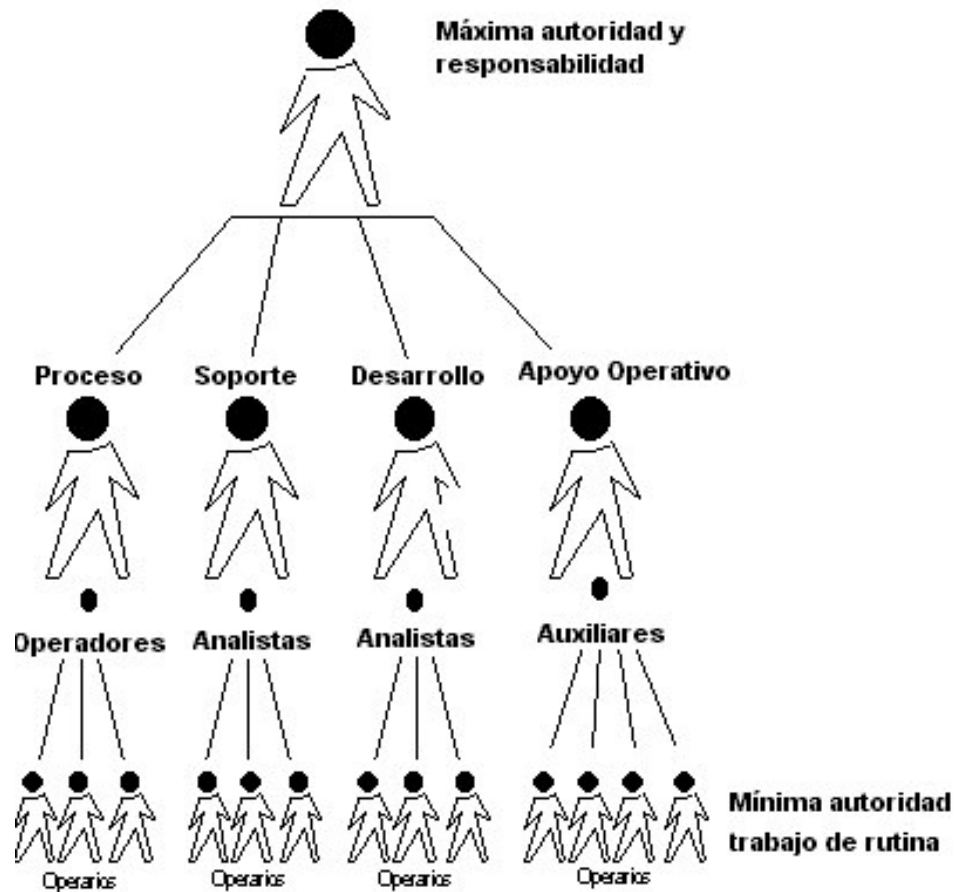 Máxima autoridad y
responsabilidad
Proceso Soporte Desarrollo Apoyo Operativo
Operadores Analistas Analistas Auxiliares
Mínima autoridad
trabajo de rutina
Operarios Operarios Operarios Operarios